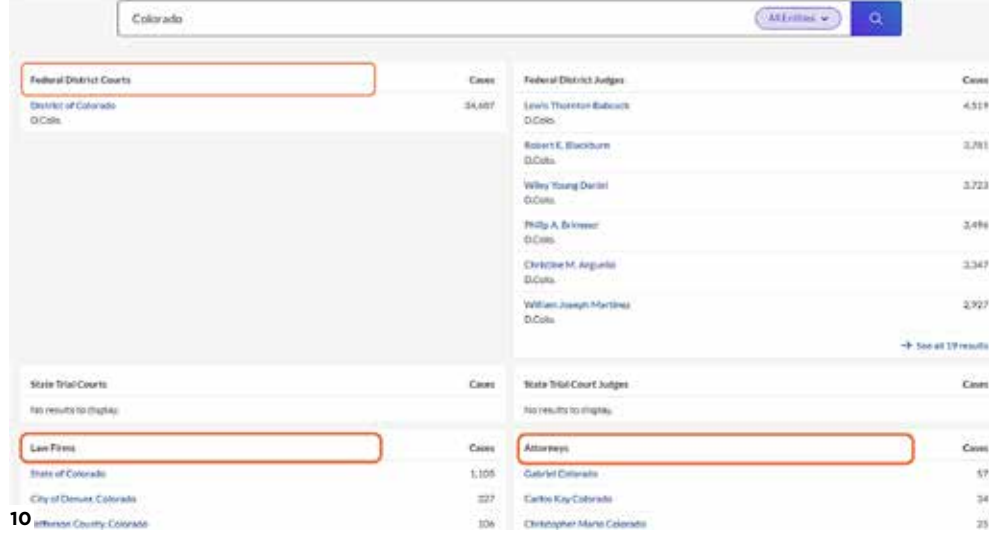 Colorado
All Entities
Federal District Courts Cases
District of Colorado 34,687
D.Colo.
Federal District Judges Cases
Lewis Thornton Babcock 4,519
D.Colo.
Robert E. Blackburn 3,781
D.Colo.
Wiley Young Daniel 3,723
D.Colo.
Philip A. Brimmer 3,496
D.Colo.
Christine M. Arguello 3,347
D.Colo.
William Joseph Martinez 2,927
D.Colo.
See all 19 results
State Trial Courts Cases
No results to display.
State Trial Court Judges Cases
No results to display.
Law Firms Cases
State of Colorado 1,105
City of Denver, Colorado 327
Jefferson County, Colorado 106
Attorneys Cases
Gabriel Colorado 57
Carlos Kay Colorado 34
Christopher Mario Colorado 25
10